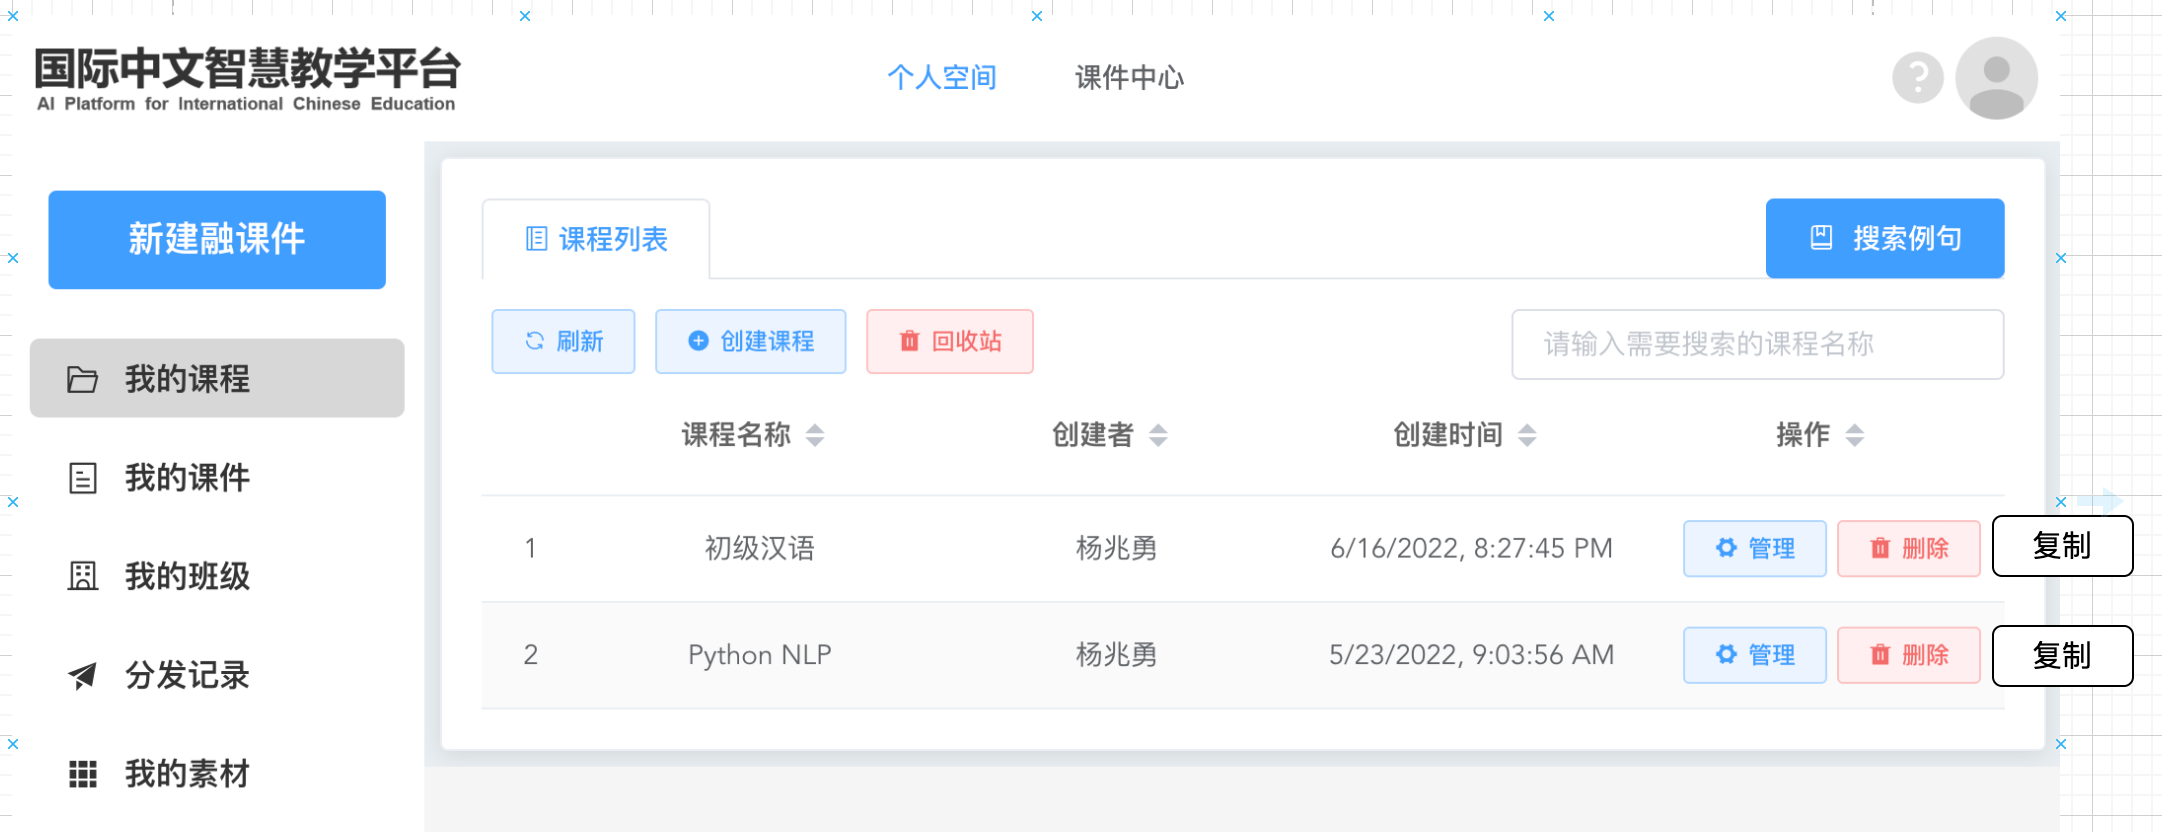 国际中文智慧教学平台
AI Platform for International Chinese Education
个人空间 课件中心
?
新建融课件
我的课程
我的课件
我的班级
分发记录
我的素材
课程列表
搜索例句
刷新 创建课程 回收站
请输入需要搜索的课程名称
课程名称 创建者 创建时间 操作
1 初级汉语 杨兆勇 6/16/2022, 8:27:45 PM 管理 删除 复制
2 Python NLP 杨兆勇 5/23/2022, 9:03:56 AM 管理 删除 复制